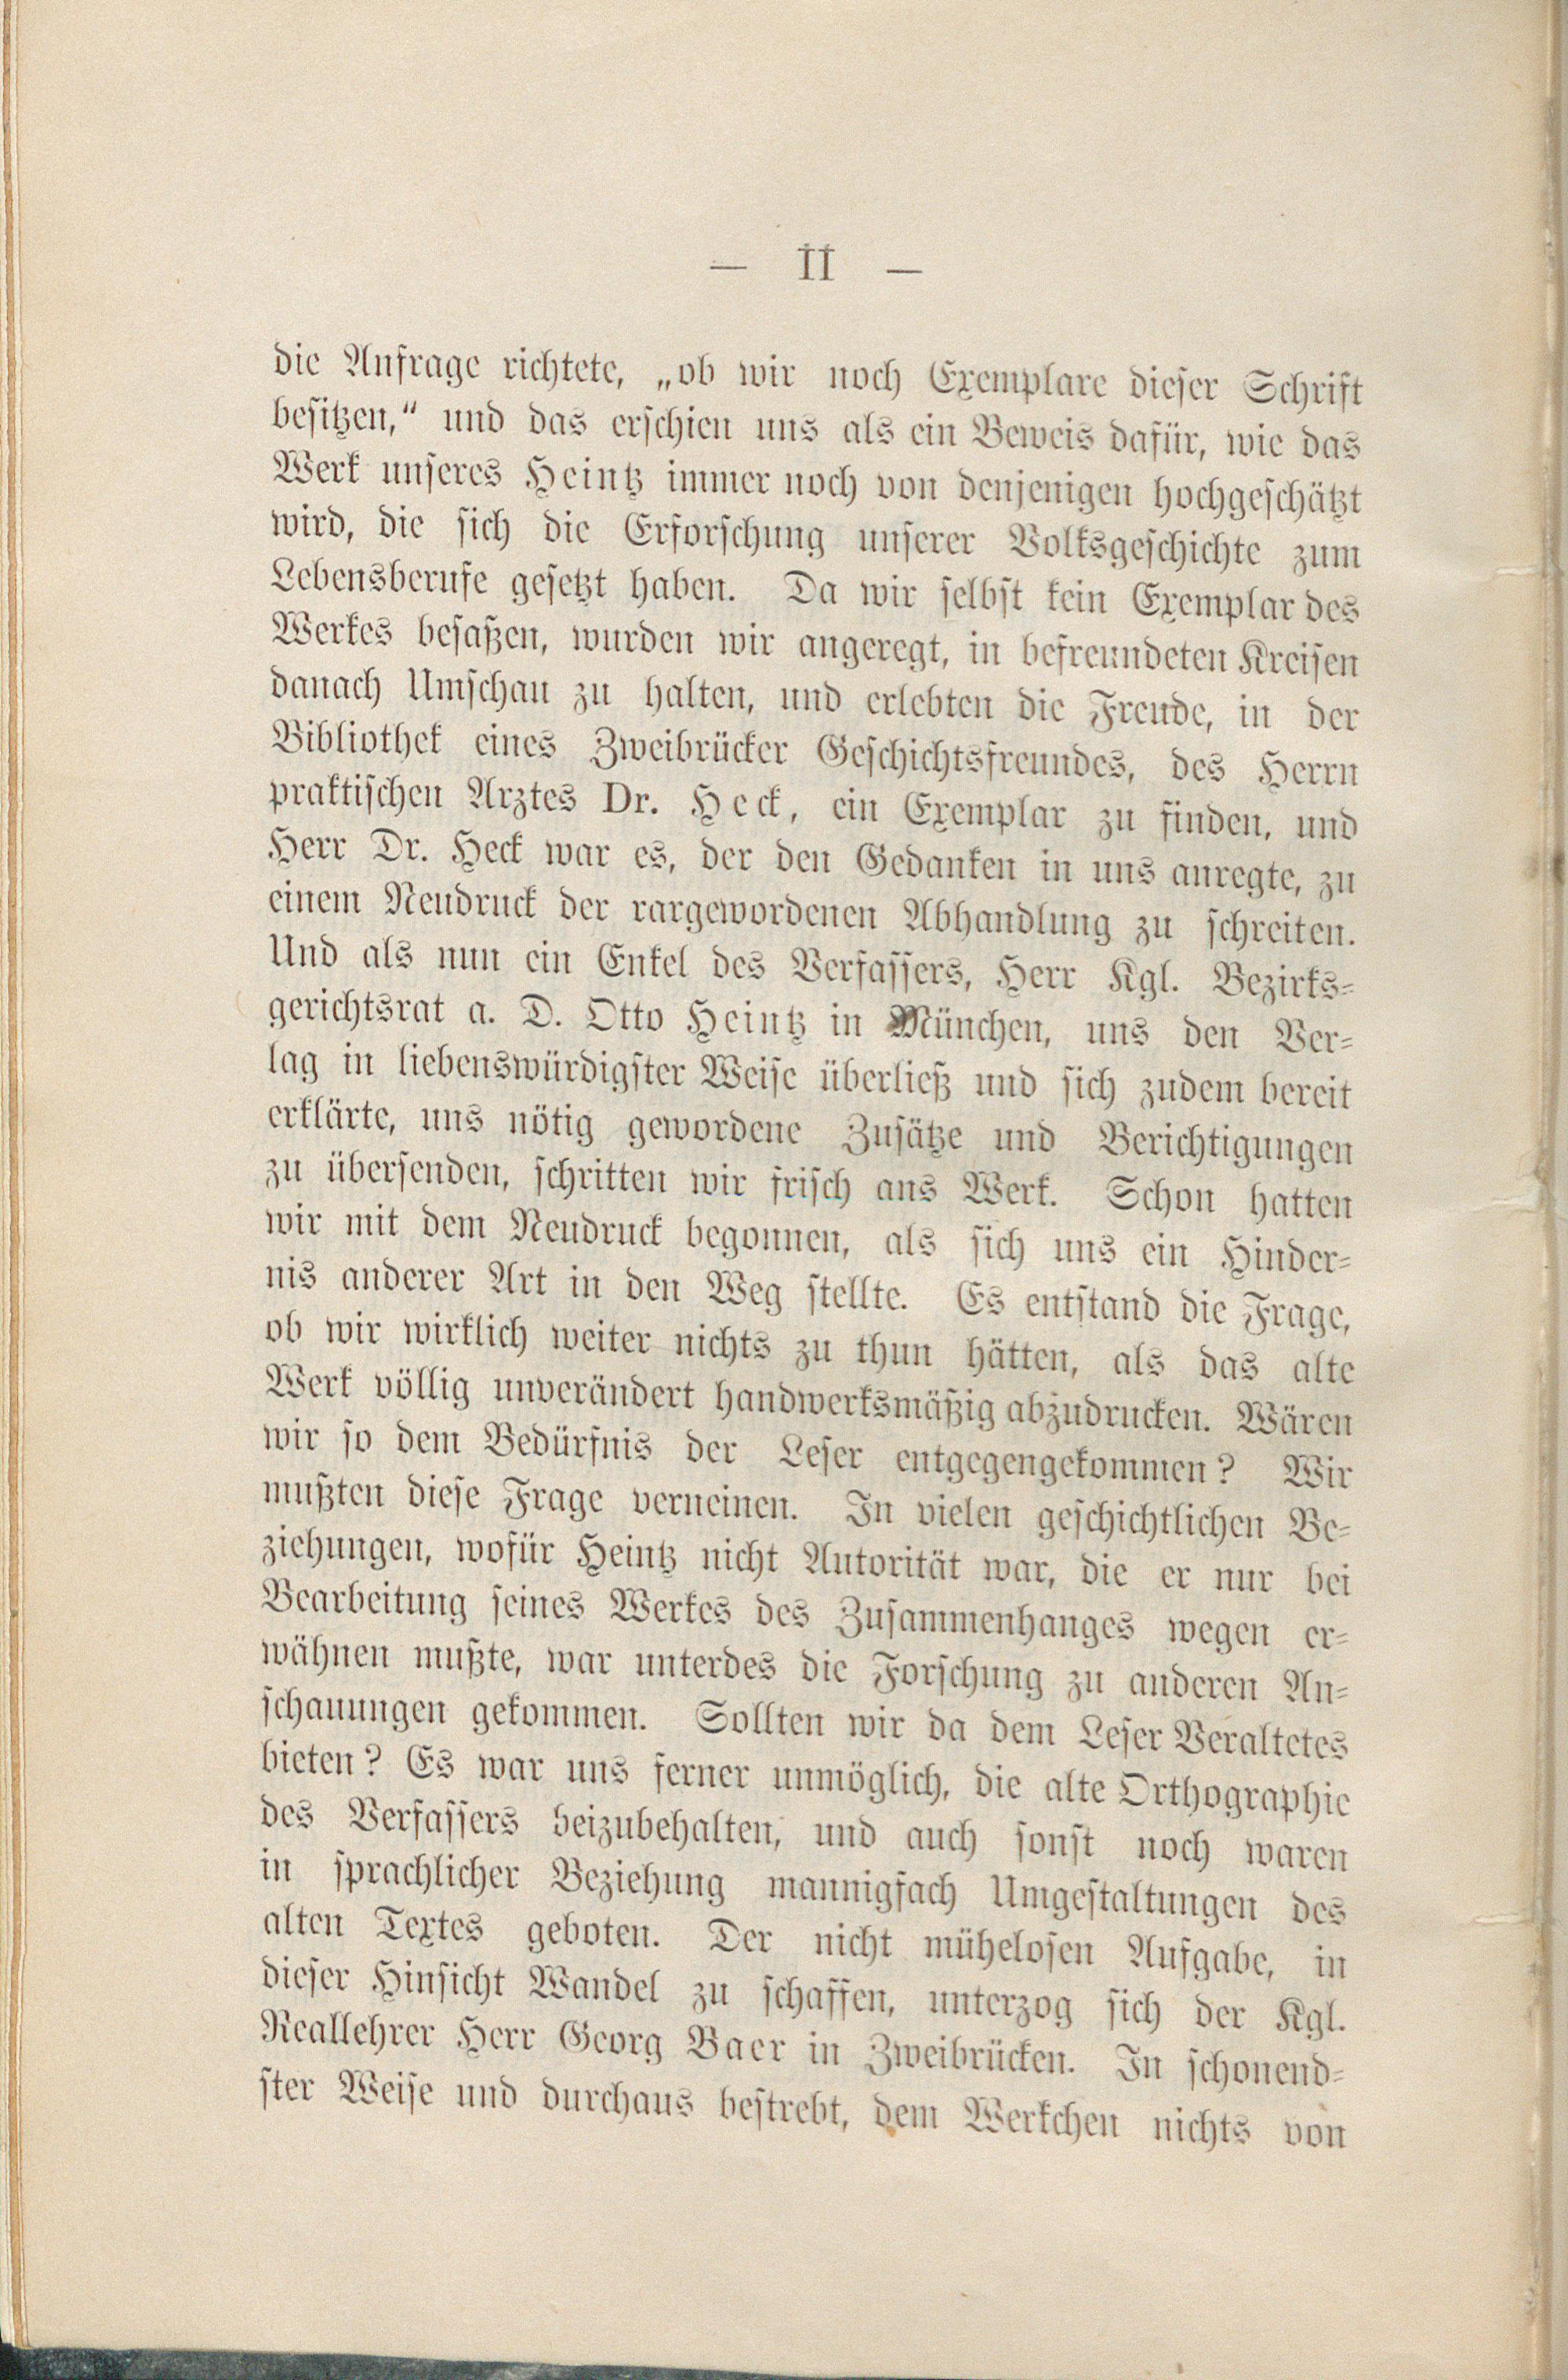 — II —
die Anfrage richtete, „ob wir noch Exemplare dieser Schrift
besitzen,“ und das erschien uns als ein Beweis dafür, wie das
Werk unseres Heintz immer noch von denjenigen hochgeschätzt
wird, die sich die Erforschung unserer Volksgeschichte zum
Lebensberufe gesetzt haben. Da wir selbst kein Exemplar des
Werkes besaßen, wurden wir angeregt, in befreundeten Kreisen
danach Umschau zu halten, und erlebten die Freude, in der
Bibliothek eines Zweibrücker Geschichtsfreundes, des Herrn
praktischen Arztes Dr. Heck, ein Exemplar zu finden, und
Herr Dr. Heck war es, der den Gedanken in uns anregte, zu
einem Neudruck der rargewordenen Abhandlung zu schreiten.
Und als nun ein Enkel des Verfassers, Herr Kgl. Bezirks-
gerichtsrat a. D. Otto Heintz in München, uns den Ver-
lag in liebenswürdigster Weise überließ und sich zudem bereit
erklärte, uns nötig gewordene Zusätze und Berichtigungen
zu übersenden, schritten wir frisch ans Werk. Schon hatten
wir mit dem Neudruck begonnen, als sich uns ein Hinder-
nis anderer Art in den Weg stellte. Es entstand die Frage,
ob wir wirklich weiter nichts zu thun hätten, als das alte
Werk völlig unverändert handwerksmäßig abzudrucken. Wären
wir so dem Bedürfnis der Leser entgegengekommen? Wir
mußten diese Frage verneinen. In vielen geschichtlichen Be-
ziehungen, wofür Heintz nicht Autorität war, die er nur bei
Bearbeitung seines Werkes des Zusammenhanges wegen er-
wähnen mußte, war unterdes die Forschung zu anderen An-
schauungen gekommen. Sollten wir da dem Leser Veraltetes
bieten? Es war uns ferner unmöglich, die alte Orthographie
des Verfassers beizubehalten, und auch sonst noch waren
in sprachlicher Beziehung mannigfach Umgestaltungen des
alten Textes geboten. Der nicht mühelosen Aufgabe, in
dieser Hinsicht Wandel zu schaffen, unterzog sich der Kgl.
Reallehrer Herr Georg Baer in Zweibrücken. In schonend-
ster Weise und durchaus bestrebt, dem Werkchen nichts von